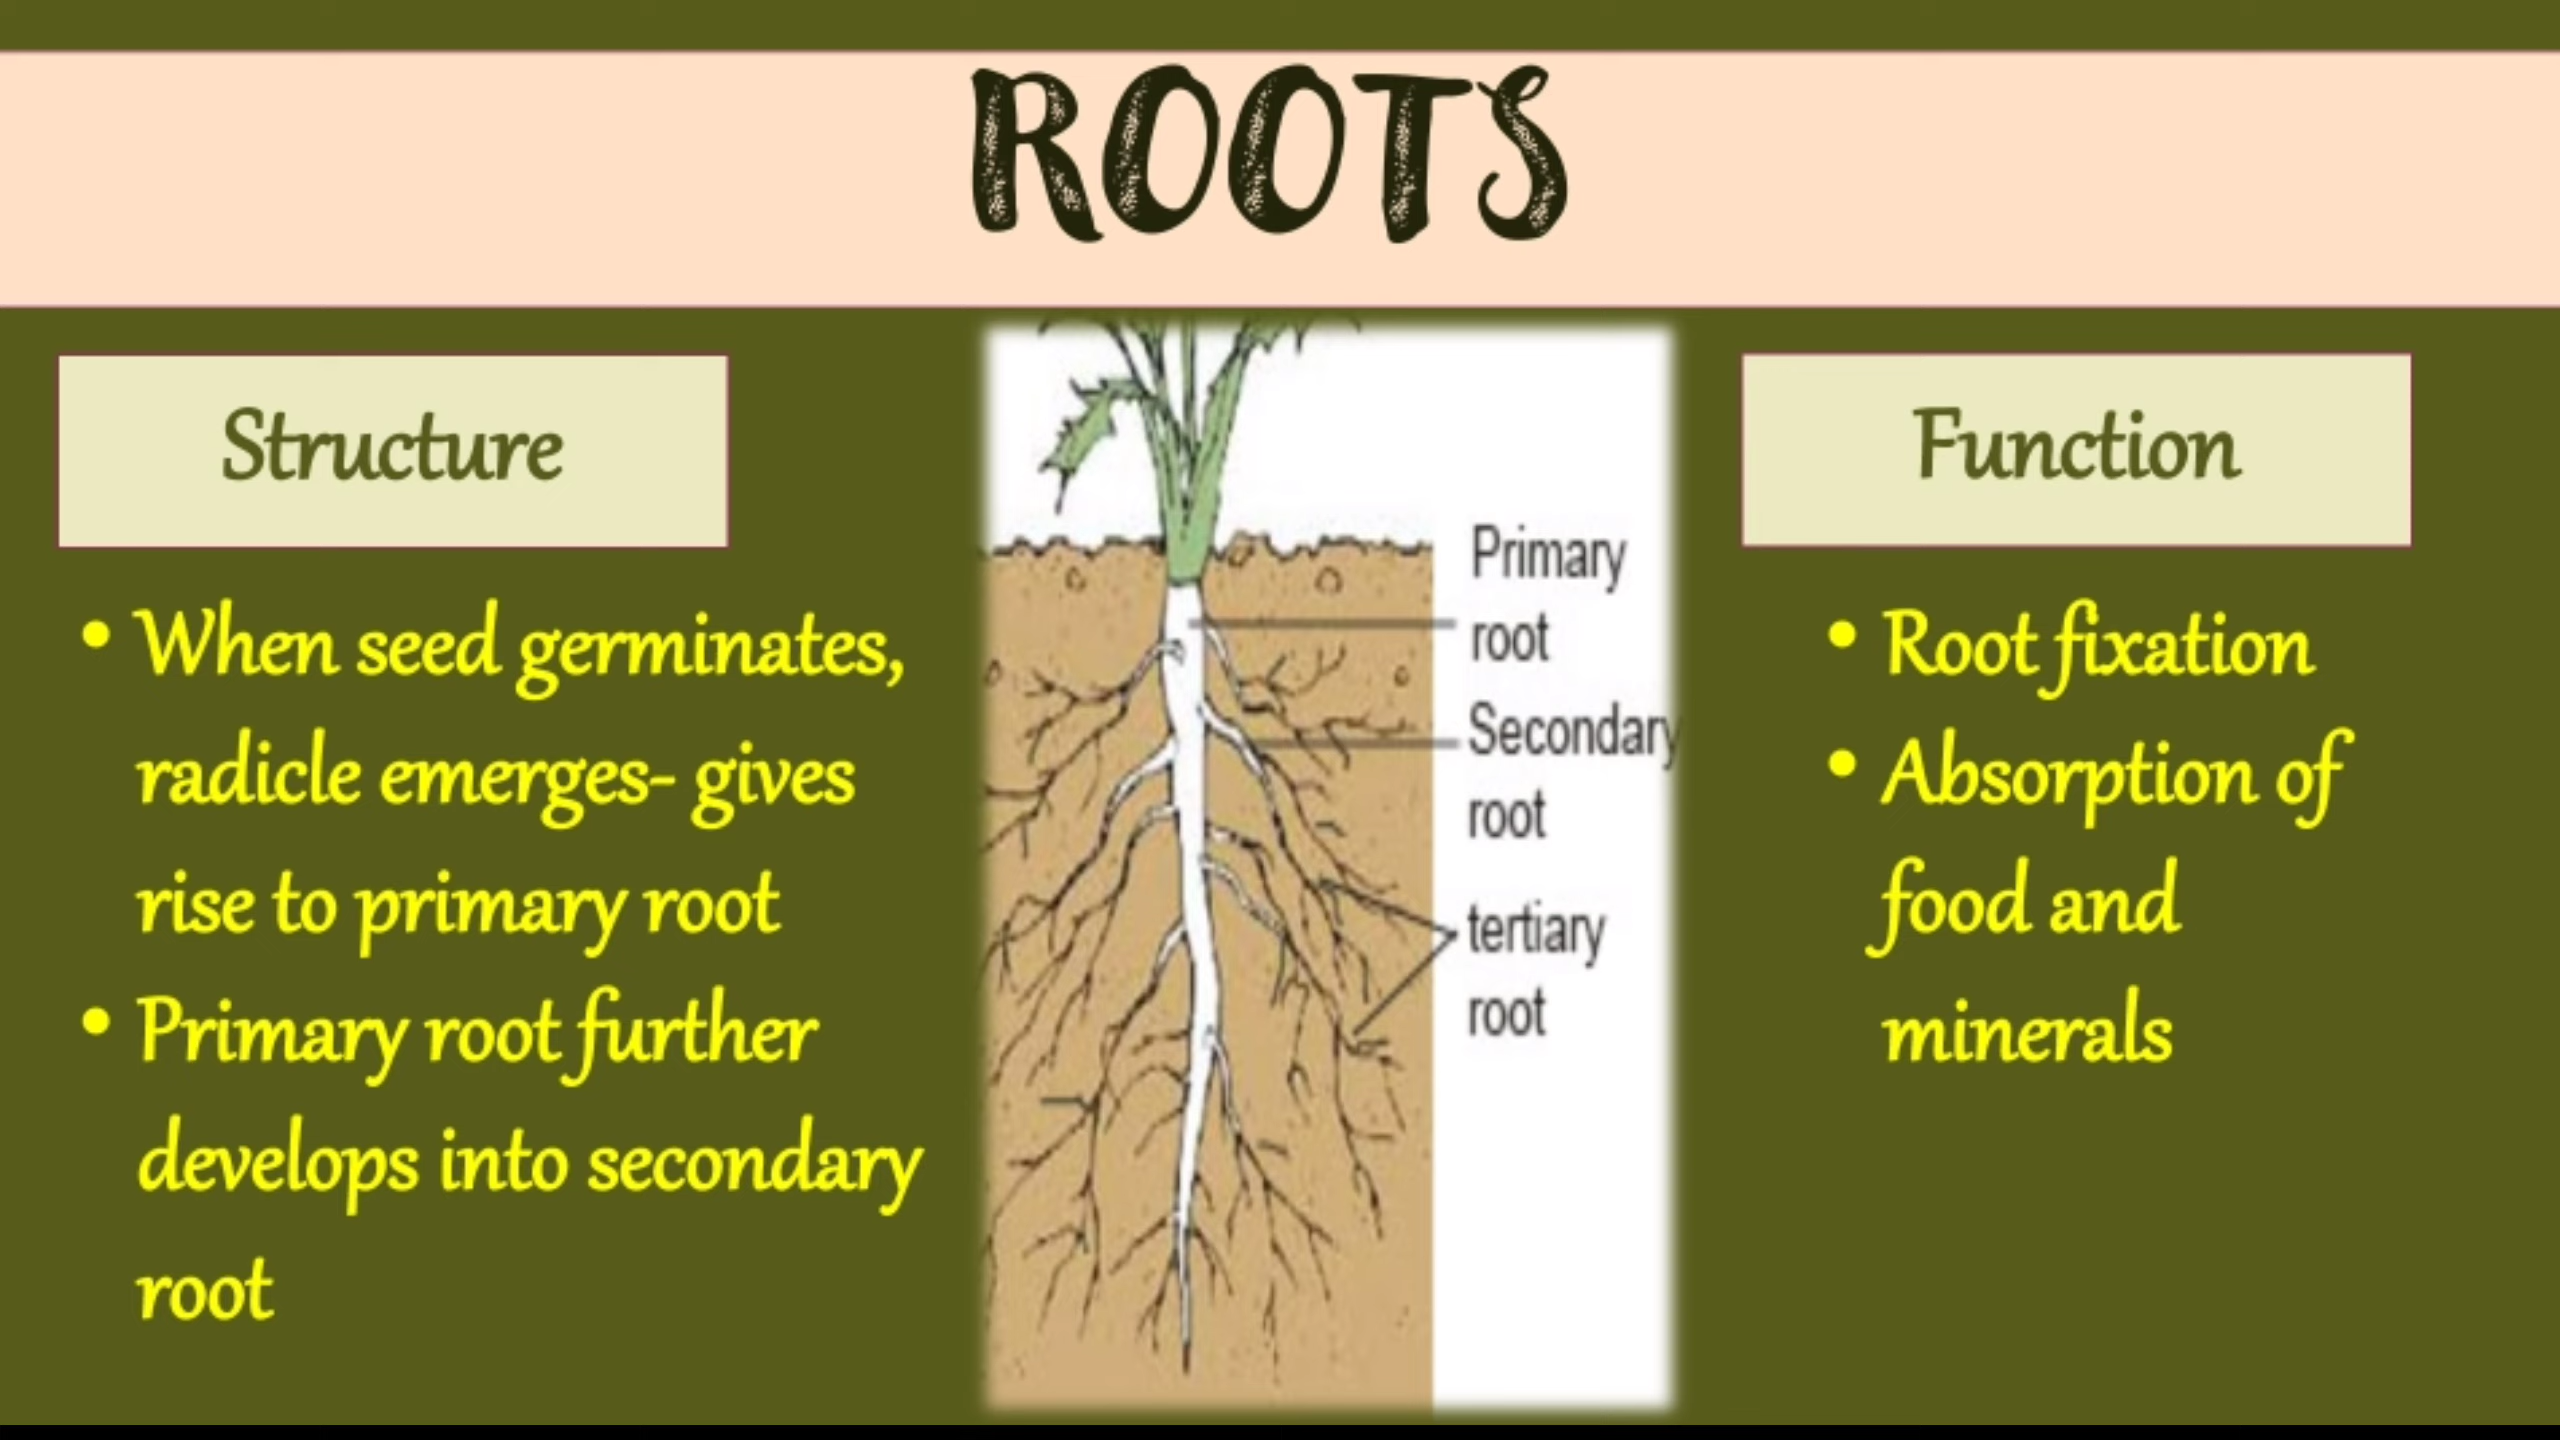 ROOTS
Structure
• When seed germinates,
radicle emerges- gives
rise to primary root
• Primary root further
develops into secondary
root
Primary
root
Secondary
root
tertiary
root
Function
• Root fixation
• Absorption of
food and
minerals